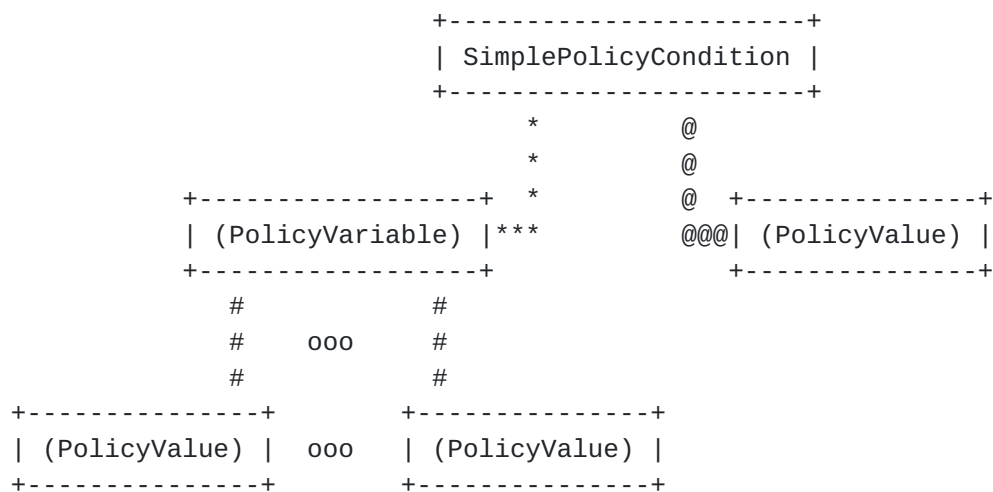 +-----------------------+
| SimplePolicyCondition |
+-----------------------+
* @
* @
+------------------+ * @ +---------------+
| (PolicyVariable) |*** @@@| (PolicyValue) |
+------------------+ +---------------+
# #
# ooo #
# #
+---------------+ +---------------+
| (PolicyValue) | ooo | (PolicyValue) |
+---------------+ +---------------+